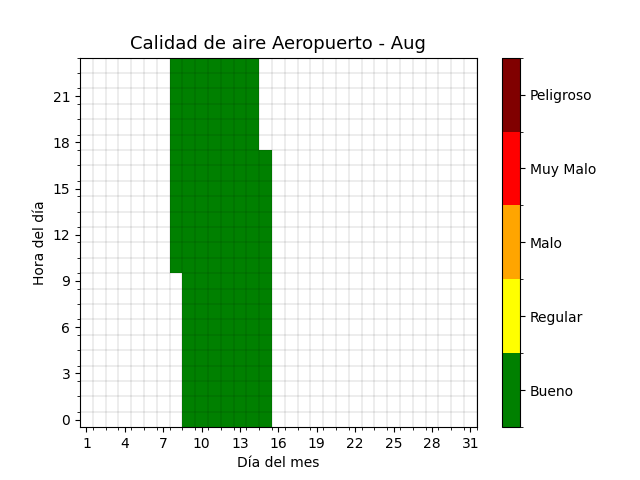 Calidad de aire Aeropuerto - Aug
Hora del día
21
18
15
12
9
6
3
0
1 4 7 10 13 16 19 22 25 28 31
Día del mes
Peligroso
Muy Malo
Malo
Regular
Bueno